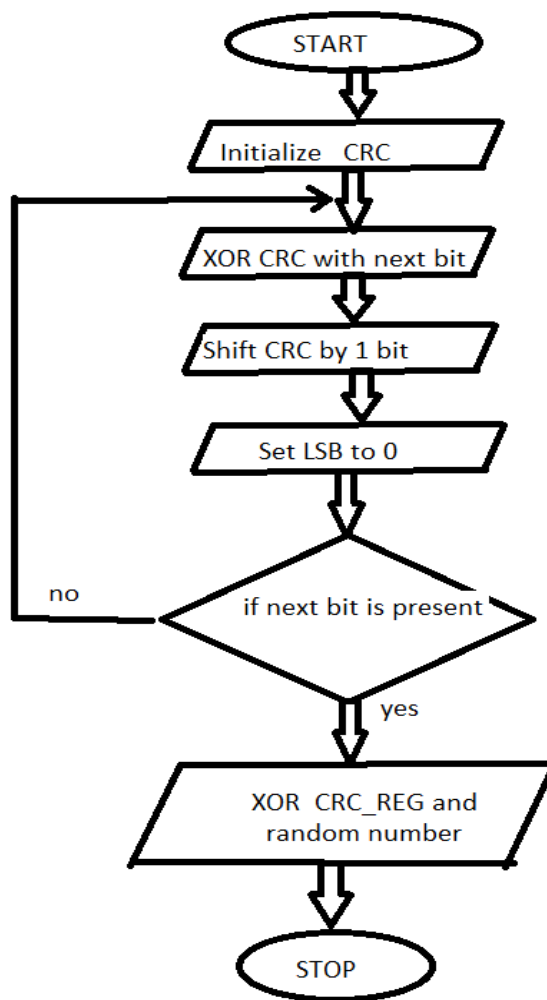 START
Initialize CRC
XOR CRC with next bit
Shift CRC by 1 bit
Set LSB to 0
if next bit is present
no
yes
XOR CRC_REG and
random number
STOP